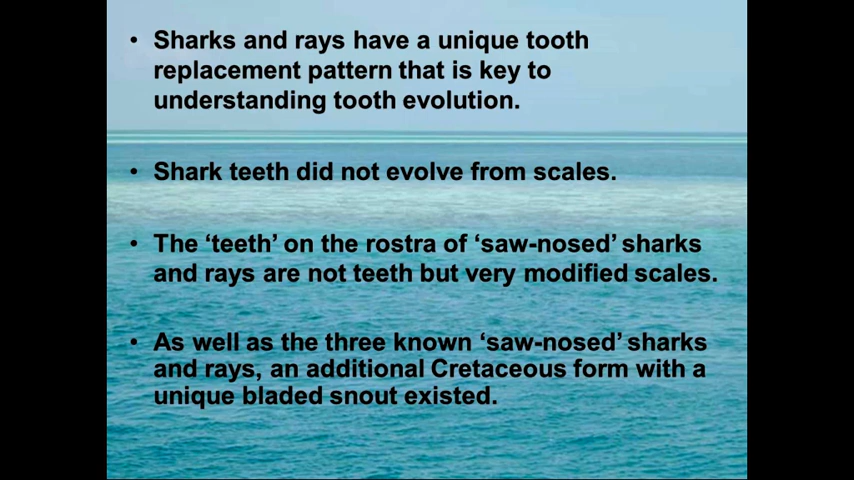 • Sharks and rays have a unique tooth
replacement pattern that is key to
understanding tooth evolution.
• Shark teeth did not evolve from scales.
• The ‘teeth’ on the rostra of ‘saw-nosed’ sharks
and rays are not teeth but very modified scales.
• As well as the three known ‘saw-nosed’ sharks
and rays, an additional Cretaceous form with a
unique bladed snout existed.